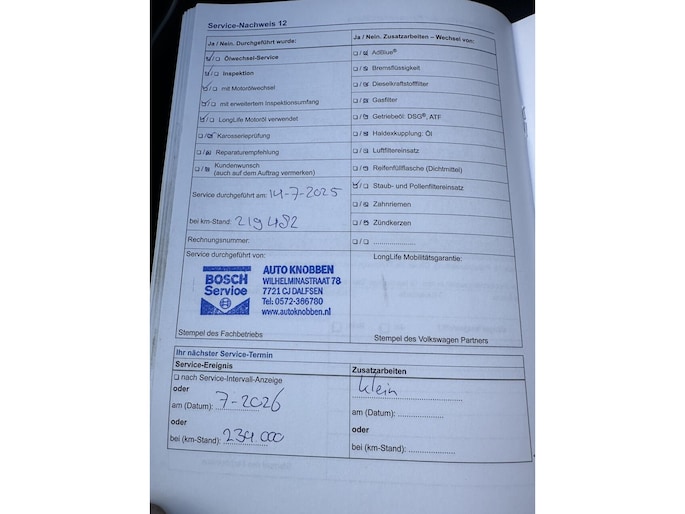 Service-Nachweis 12
Ja / Nein. Durchgeführt wurde:
☑/☐ Ölwechsel-Service
☑/☐ Inspektion
☑/☐ mit Motorölwechsel
☑/☐ mit erweitertem Inspektionsumfang
☑/☐ LongLife Motoröl verwendet
☐/☑ Karosserieprüfung
☐/☑ Reparaturempfehlung
☐/☑ Kundenwunsch
(auch auf dem Auftrag vermerken)
Service durchgeführt am: 14-7-2025
bei km-Stand: 219 482
Rechnungsnummer:
Ja / Nein. Zusatzarbeiten – Wechsel von:
☐/☑ AdBlue®
☐/☑ Bremsflüssigkeit
☐/☑ Dieselkraftstofffilter
☐/☑ Gasfilter
☐/☑ Getriebeöl: DSG®, ATF
☐/☑ Haldexkupplung: Öl
☐/☑ Luftfiltereinsatz
☐/☑ Reifenfüllflasche (Dichtmittel)
☑/☐ Staub- und Pollenfiltereinsatz
☐/☑ Zahnriemen
☐/☑ Zündkerzen
☐/☐ ......................
Service durchgeführt von:
BOSCH
Service
AUTO KNOBBEN
WILHELMINASTRAAT 78
7721 CJ DALFSEN
Tel: 0572-366780
www.autoknobben.nl
Stempel des Fachbetriebs
LongLife Mobilitätsgarantie:
Stempel des Volkswagen Partners
Ihr nächster Service-Termin
Service-Ereignis
☐ nach Service-Intervall-Anzeige
oder
am (Datum): 7-2026
oder
bei (km-Stand): 234.000
Zusatzarbeiten
klein
am (Datum): ......................
oder
bei (km-Stand): ......................